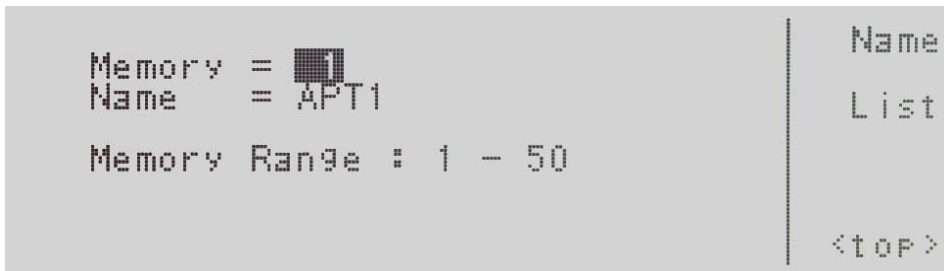 Memory = 1
Name = APT1
Memory Range : 1 - 50
Name
List
<top>